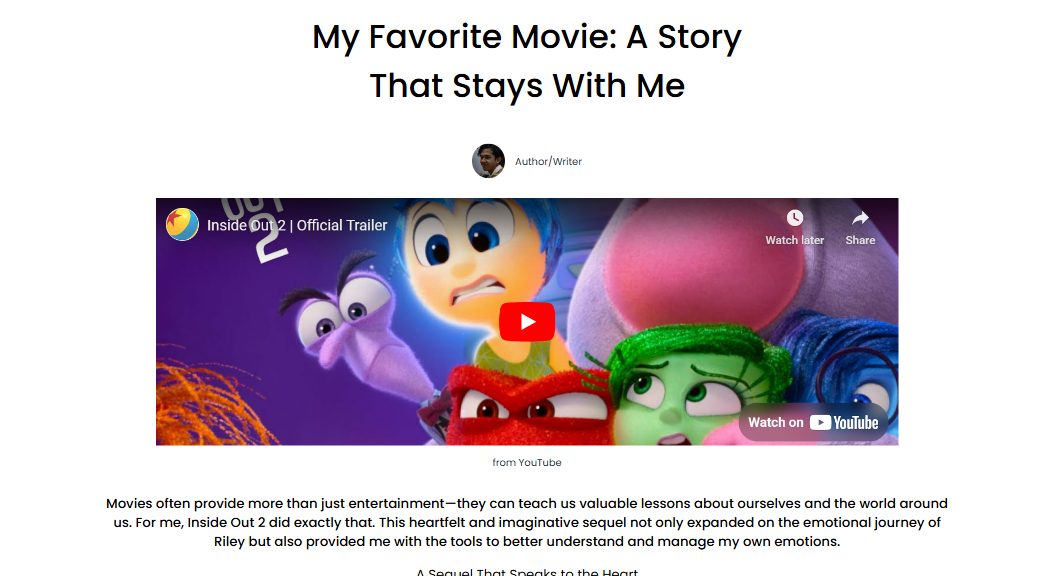 My Favorite Movie: A Story
That Stays With Me
Author/Writer
OUT
2
Inside Out 2 | Official Trailer
Watch later
Share
Watch on YouTube
from YouTube
Movies often provide more than just entertainment—they can teach us valuable lessons about ourselves and the world around
us. For me, Inside Out 2 did exactly that. This heartfelt and imaginative sequel not only expanded on the emotional journey of
Riley but also provided me with the tools to better understand and manage my own emotions.
A Sequel That Speaks to the Heart